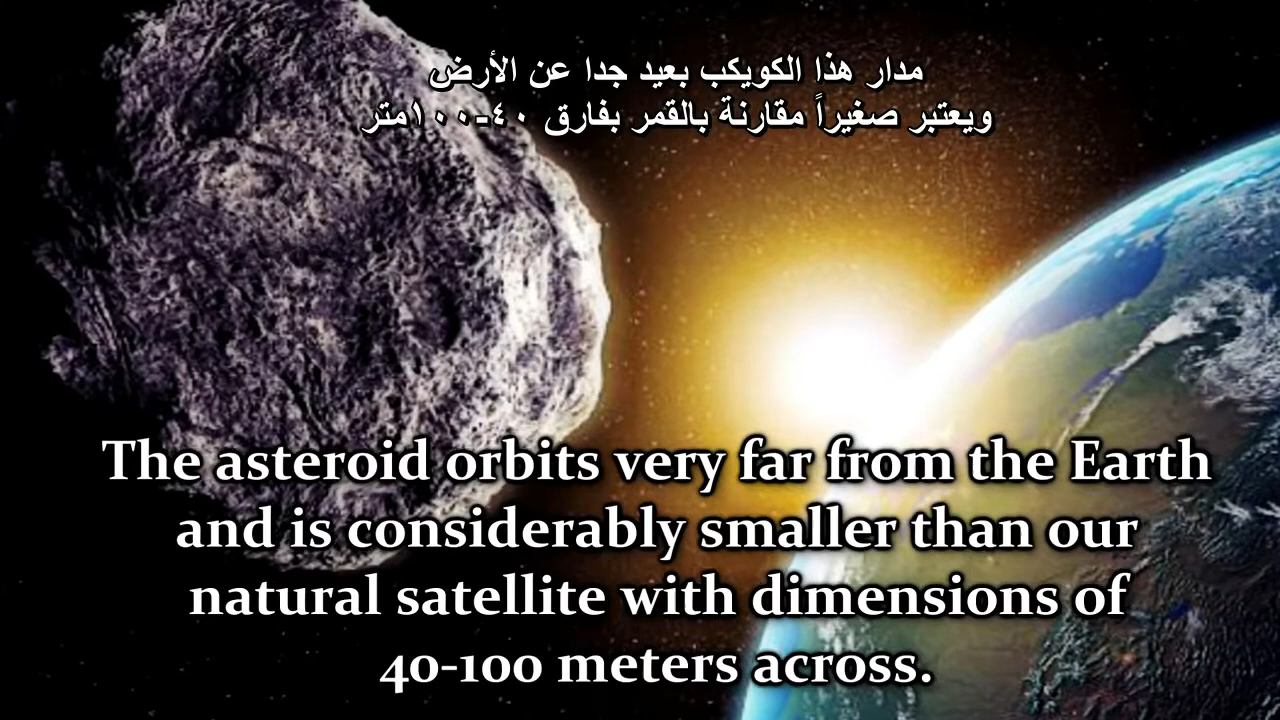 مدار هذا الكويكب بعيد جدا عن الأرض
ويعتبر صغيراً مقارنة بالقمر بفارق ٤٠-١٠٠متر
The asteroid orbits very far from the Earth
and is considerably smaller than our
natural satellite with dimensions of
40-100 meters across.